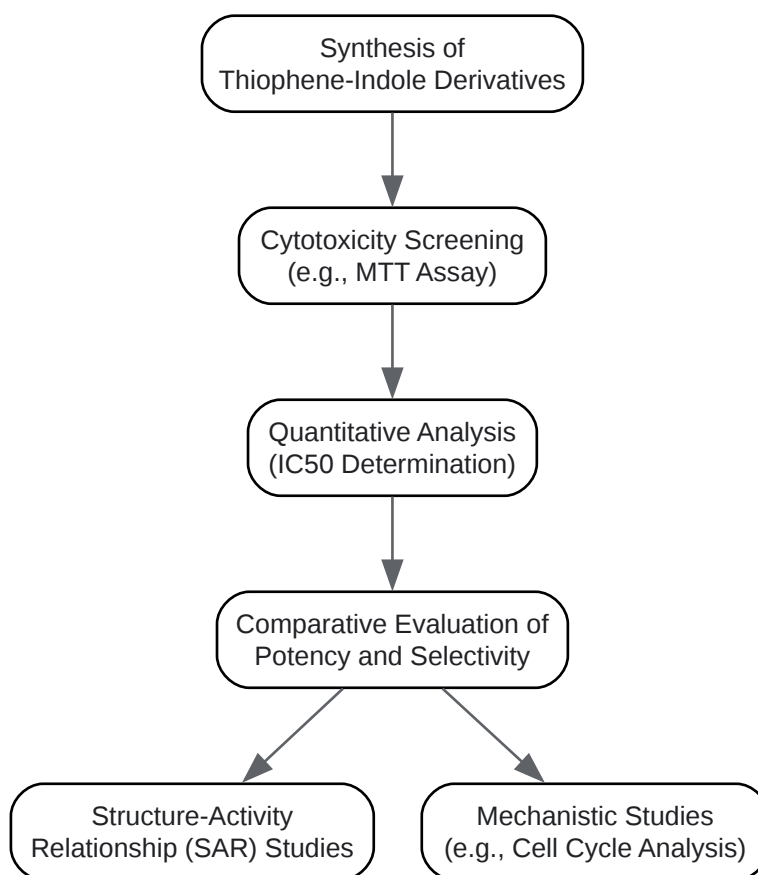 Synthesis of
Thiophene-Indole Derivatives
Cytotoxicity Screening
(e.g., MTT Assay)
Quantitative Analysis
(IC50 Determination)
Comparative Evaluation of
Potency and Selectivity
Structure-Activity
Relationship (SAR) Studies
Mechanistic Studies
(e.g., Cell Cycle Analysis)